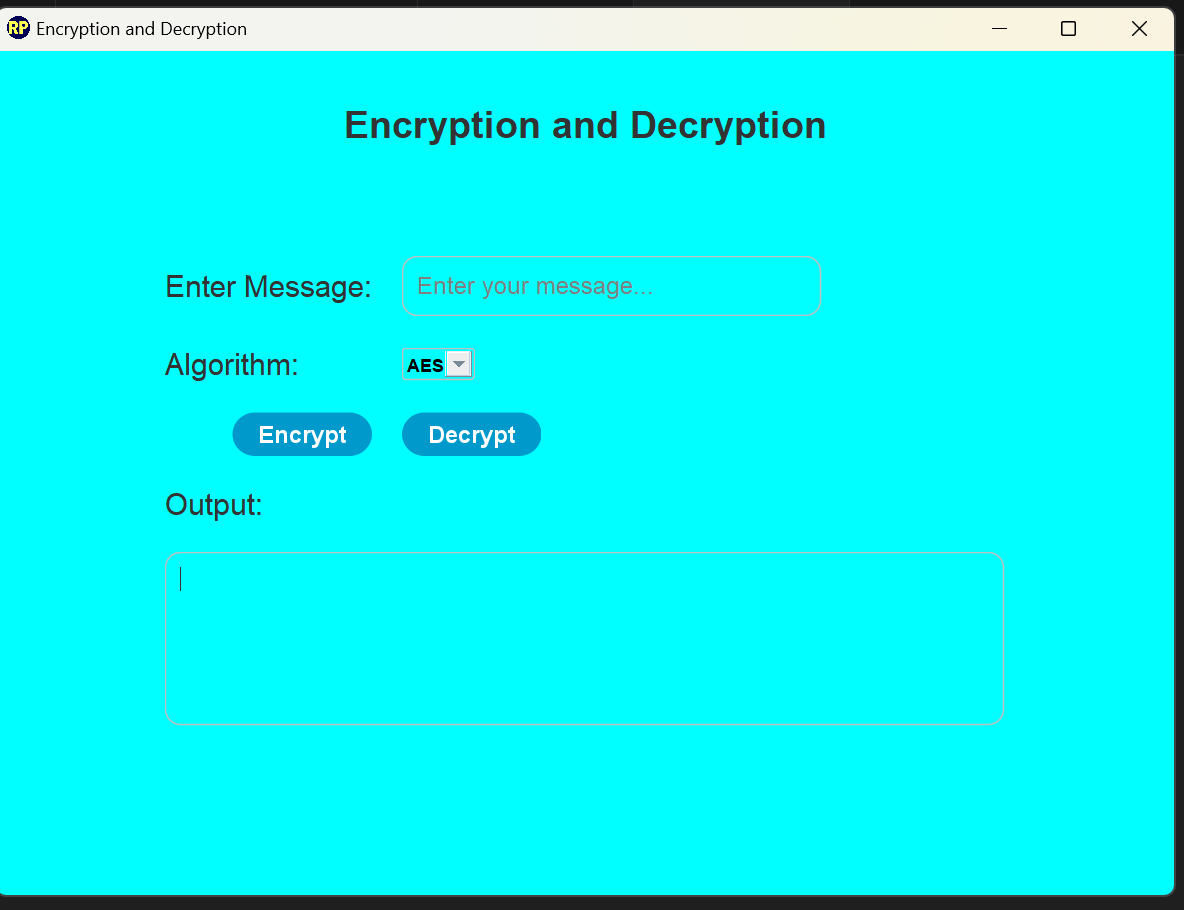 RP Encryption and Decryption
Encryption and Decryption
Enter Message: Enter your message...
Algorithm: AES
Encrypt Decrypt
Output: